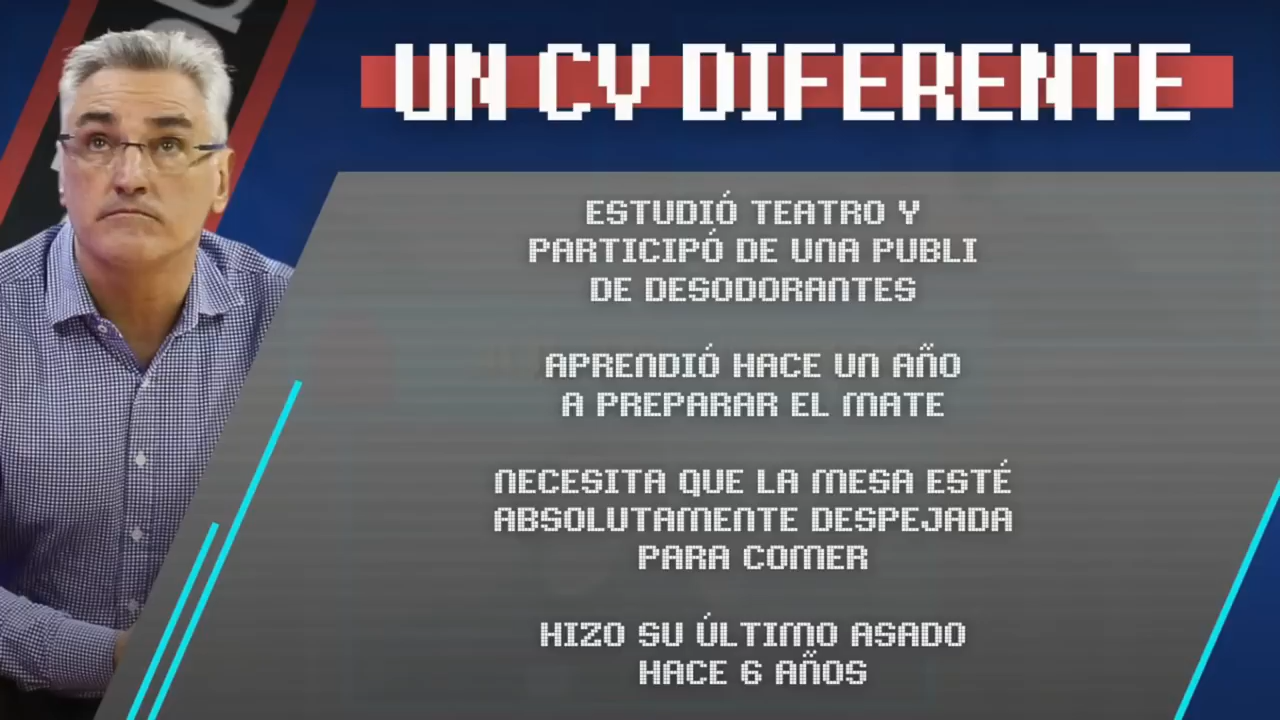 UN CV DIFERENTE
ESTUDIÓ TEATRO Y
PARTICIPÓ DE UNA PUBLI
DE DESODORANTES
APRENDIÓ HACE UN AÑO
A PREPARAR EL MATE
NECESITA QUE LA MESA ESTÉ
ABSOLUTAMENTE DESPEJADA
PARA COMER
HIZO SU ÚLTIMO ASADO
HACE 6 AÑOS